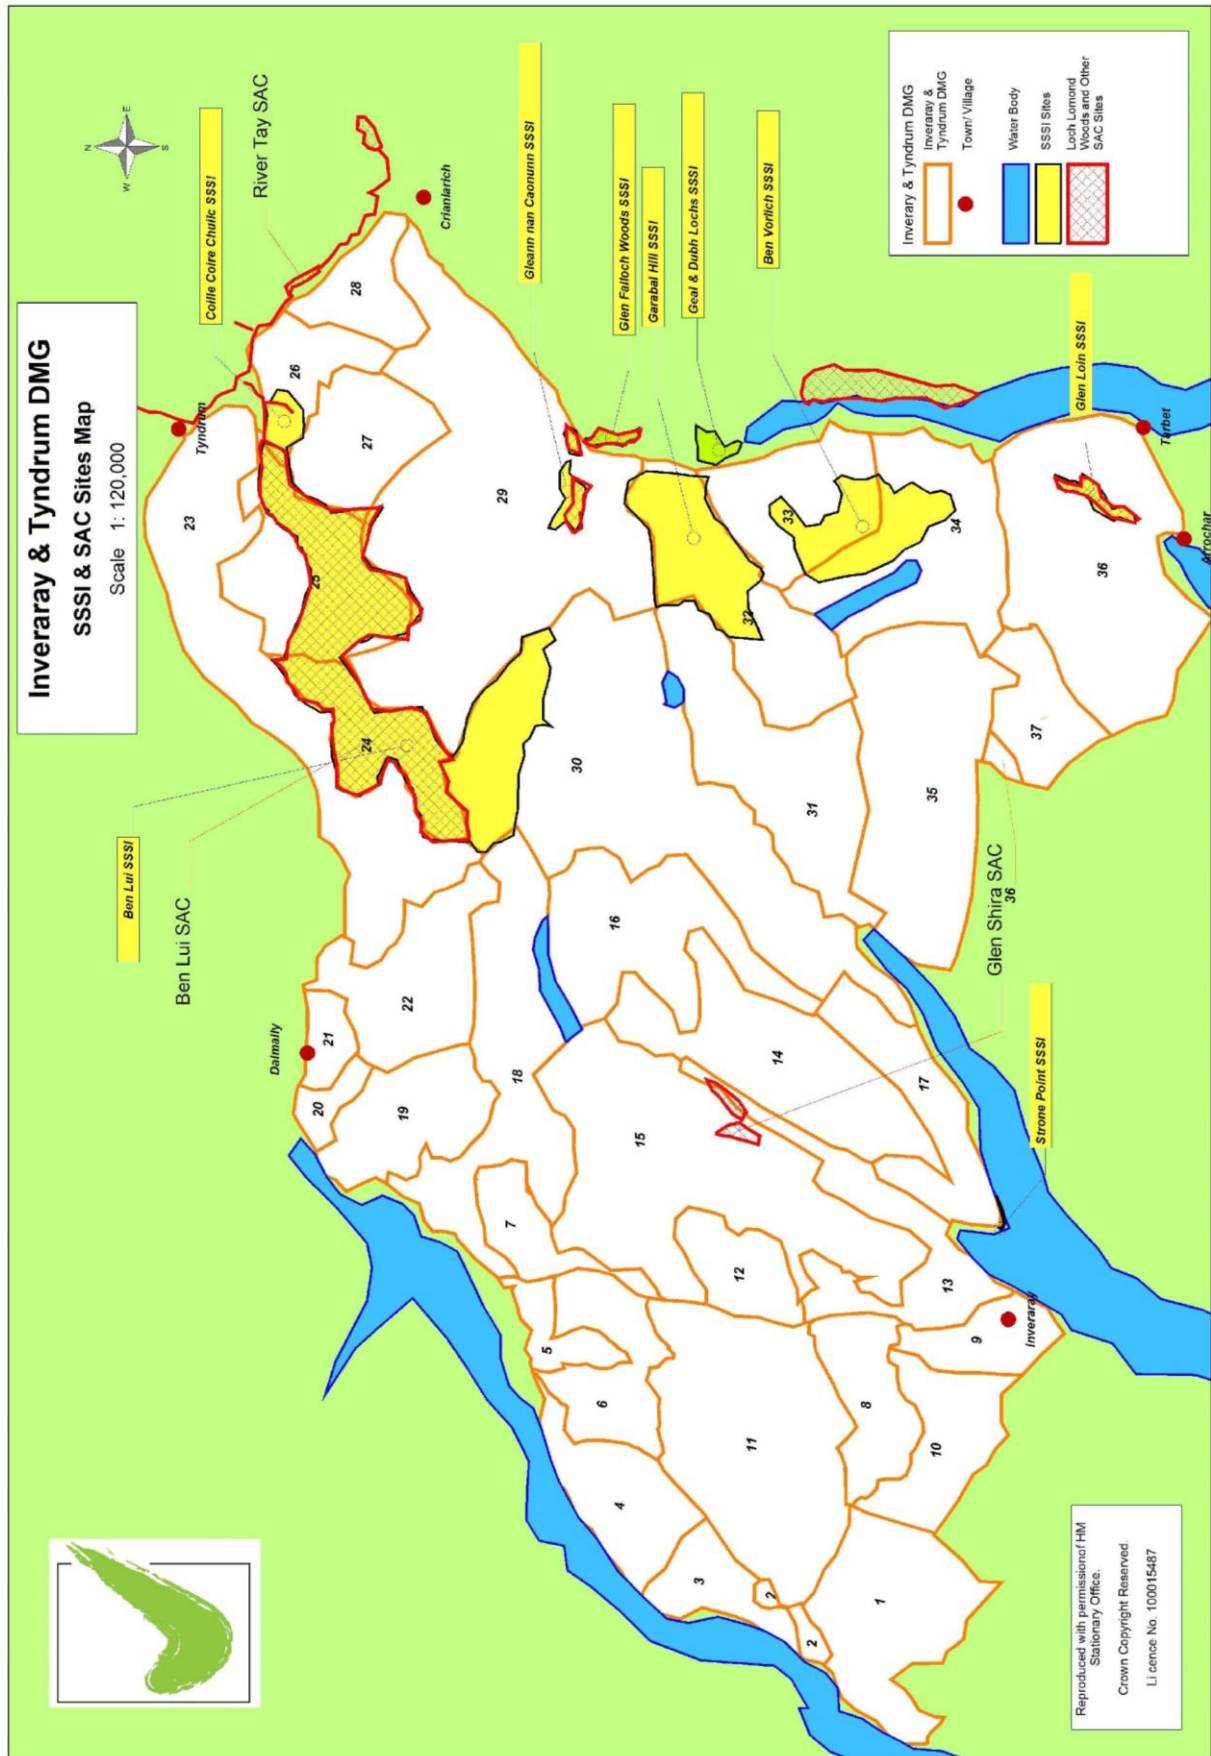 Inveraray & Tyndrum DMG
SSSI & SAC Sites Map
Scale 1: 120,000
N
E
S
W
Inverary & Tyndrum DMG
Inveraray &
Tyndrum DMG
Town/ Village
Water Body
SSSI Sites
Loch Lomond
Woods and Other
SAC Sites
Ben Lui SSSI
Ben Lui SAC
Coille Coire Chuilc SSSI
River Tay SAC
Gleann nan Caonunn SSSI
Glen Falloch Woods SSSI
Garabal Hill SSSI
Geal & Dubh Lochs SSSI
Ben Vorlich SSSI
Glen Loin SSSI
Glen Shira SAC
Strone Point SSSI
Dalmally
Tyndrum
Crianlarich
Tarbet
Arrochar
Inveraray
1
2
2
3
4
5
6
7
8
9
10
11
12
13
14
15
16
17
18
19
20
21
22
23
24
25
26
27
28
29
30
31
32
33
34
35
36
36
37
Reproduced with permissionof HM
Stationary Office.
Crown Copyright Reserved.
Li cence No. 100015487